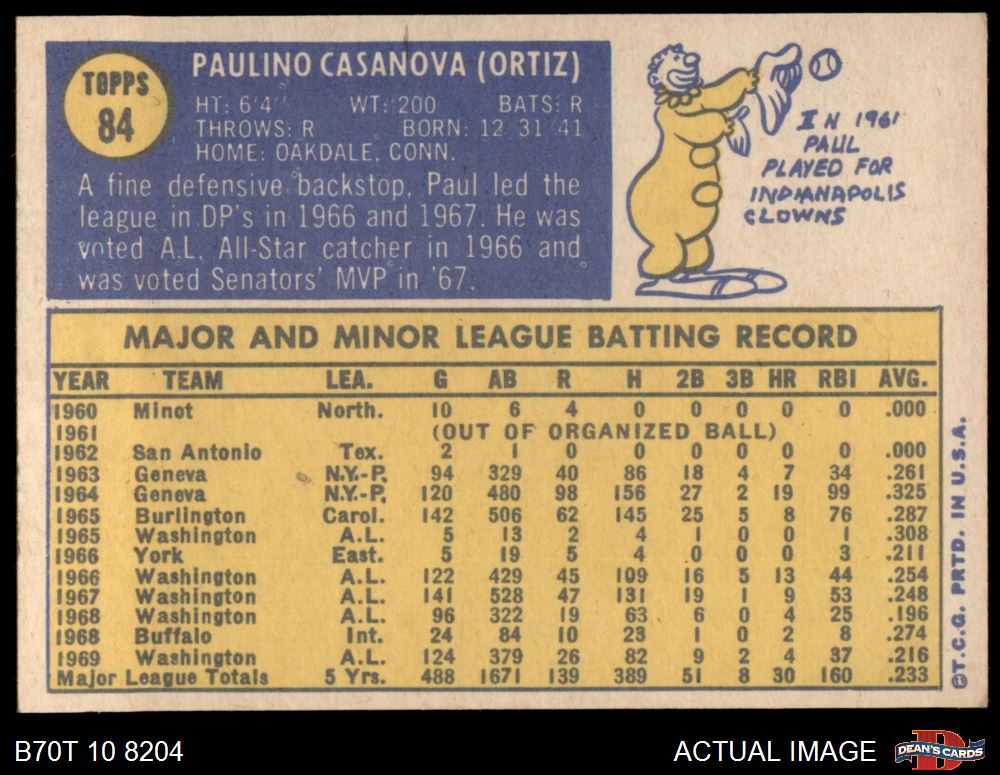 TOPPS
84
PAULINO CASANOVA (ORTIZ)
HT: 6'4" WT: 200 BATS: R
THROWS: R BORN: 12 31 41
HOME: OAKDALE, CONN.
A fine defensive backstop, Paul led the
league in DP's in 1966 and 1967. He was
voted A.L. All-Star catcher in 1966 and
was voted Senators' MVP in '67.
IN 1961
PAUL
PLAYED FOR
INDIANAPOLIS
CLOWNS
MAJOR AND MINOR LEAGUE BATTING RECORD
YEAR TEAM LEA. G AB R H 2B 3B HR RBI AVG.
1960 Minot North. 10 6 4 0 0 0 0 0 .000
1961 (OUT OF ORGANIZED BALL)
1962 San Antonio Tex. 2 1 0 0 0 0 0 0 .000
1963 Geneva N.Y.-P. 94 329 40 86 18 4 7 34 .261
1964 Geneva N.Y.-P. 120 480 98 156 27 2 19 99 .325
1965 Burlington Carol. 142 506 62 145 25 5 8 76 .287
1965 Washington A.L. 5 13 2 4 1 0 0 1 .308
1966 York East. 5 19 5 4 0 0 0 3 .211
1966 Washington A.L. 122 429 45 109 16 5 13 44 .254
1967 Washington A.L. 141 528 47 131 19 1 9 53 .248
1968 Washington A.L. 96 322 19 63 6 0 4 25 .196
1968 Buffalo Int. 24 84 10 23 1 0 2 8 .274
1969 Washington A.L. 124 379 26 82 9 2 4 37 .216
Major League Totals 5 Yrs. 488 1671 139 389 51 8 30 160 .233
©T.C.G. PRTD. IN U.S.A.
B70T 10 8204
ACTUAL IMAGE
DEAN'S CARDS